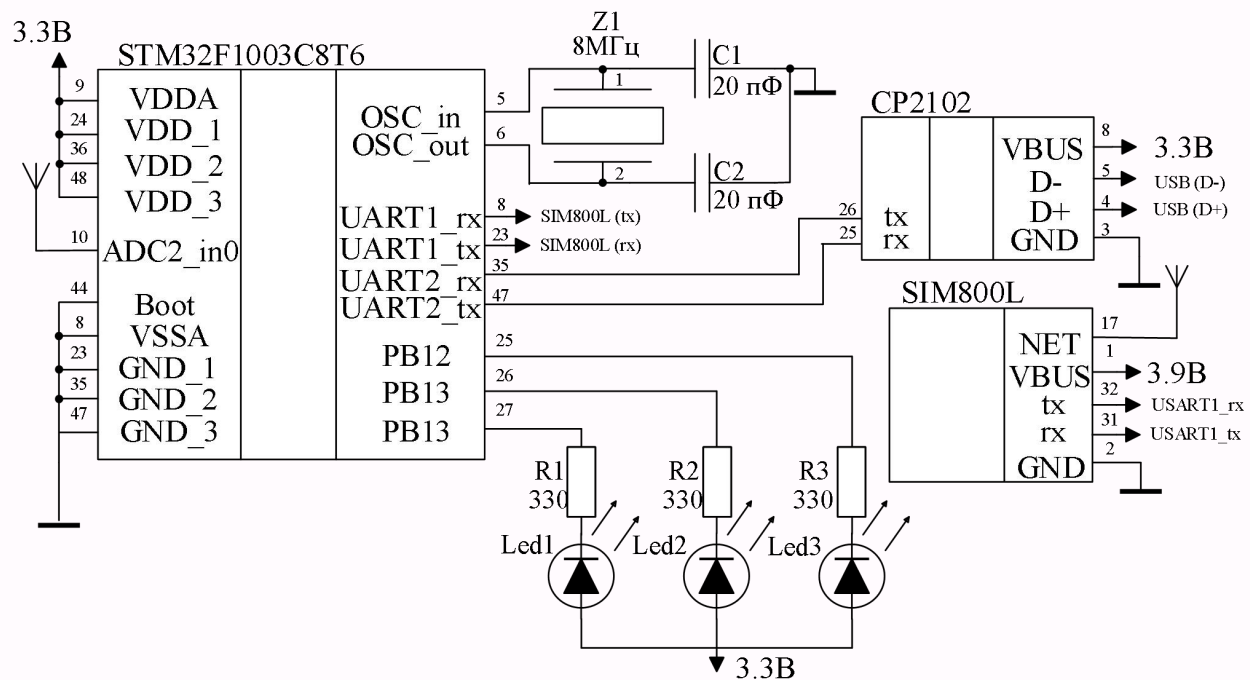 3.3В
STM32F1003C8T6
9
VDDA
24
VDD_1
36
VDD_2
48
VDD_3
10
ADC2_in0
44
Boot
8
VSSA
23
GND_1
35
GND_2
47
GND_3
OSC_in
5
OSC_out
6
UART1_rx
8
SIM800L (tx)
UART1_tx
23
SIM800L (rx)
UART2_rx
35
UART2_tx
47
PB12
25
PB13
26
PB13
27
Z1
8МГц
1
2
C1
20 пФ
C2
20 пФ
CP2102
26
tx
25
rx
VBUS
8
3.3В
D-
5
USB (D-)
D+
4
USB (D+)
GND
3
SIM800L
NET
17
VBUS
1
3.9В
tx
32
USART1_rx
rx
31
USART1_tx
GND
2
R1
330
R2
330
R3
330
Led1
Led2
Led3
3.3В